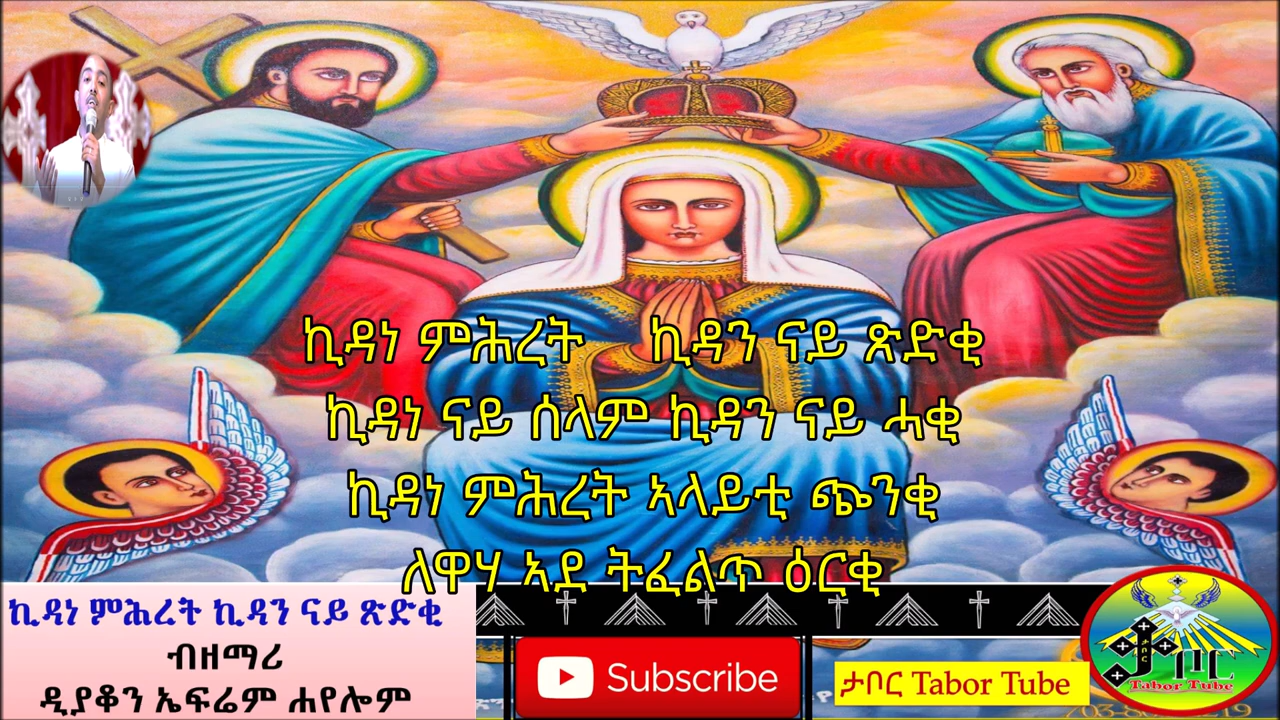 ኪዳነ ምሕረት ኪዳን ናይ ጽድቂ
ኪዳነ ናይ ሰላም ኪዳን ናይ ሓቂ
ኪዳነ ምሕረት ኣላይቲ ጭንቂ
ለዋሃ ኣደ ትፈልጥ ዕርቂ
ኪዳነ ምሕረት ኪዳን ናይ ጽድቂ
ብዘማሪ
ዲያቆን ኤፍሬም ሐየሎም
Subscribe
ታቦር Tabor Tube
ታቦር
Tabor Tube